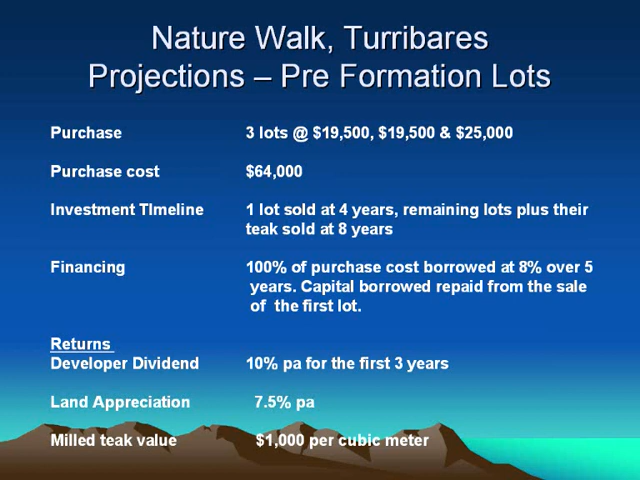 Nature Walk, Turribares
Projections – Pre Formation Lots
Purchase 3 lots @ $19,500, $19,500 & $25,000
Purchase cost $64,000
Investment TImeline 1 lot sold at 4 years, remaining lots plus their
teak sold at 8 years
Financing 100% of purchase cost borrowed at 8% over 5
years. Capital borrowed repaid from the sale
of the first lot.
Returns
Developer Dividend 10% pa for the first 3 years
Land Appreciation 7.5% pa
Milled teak value $1,000 per cubic meter